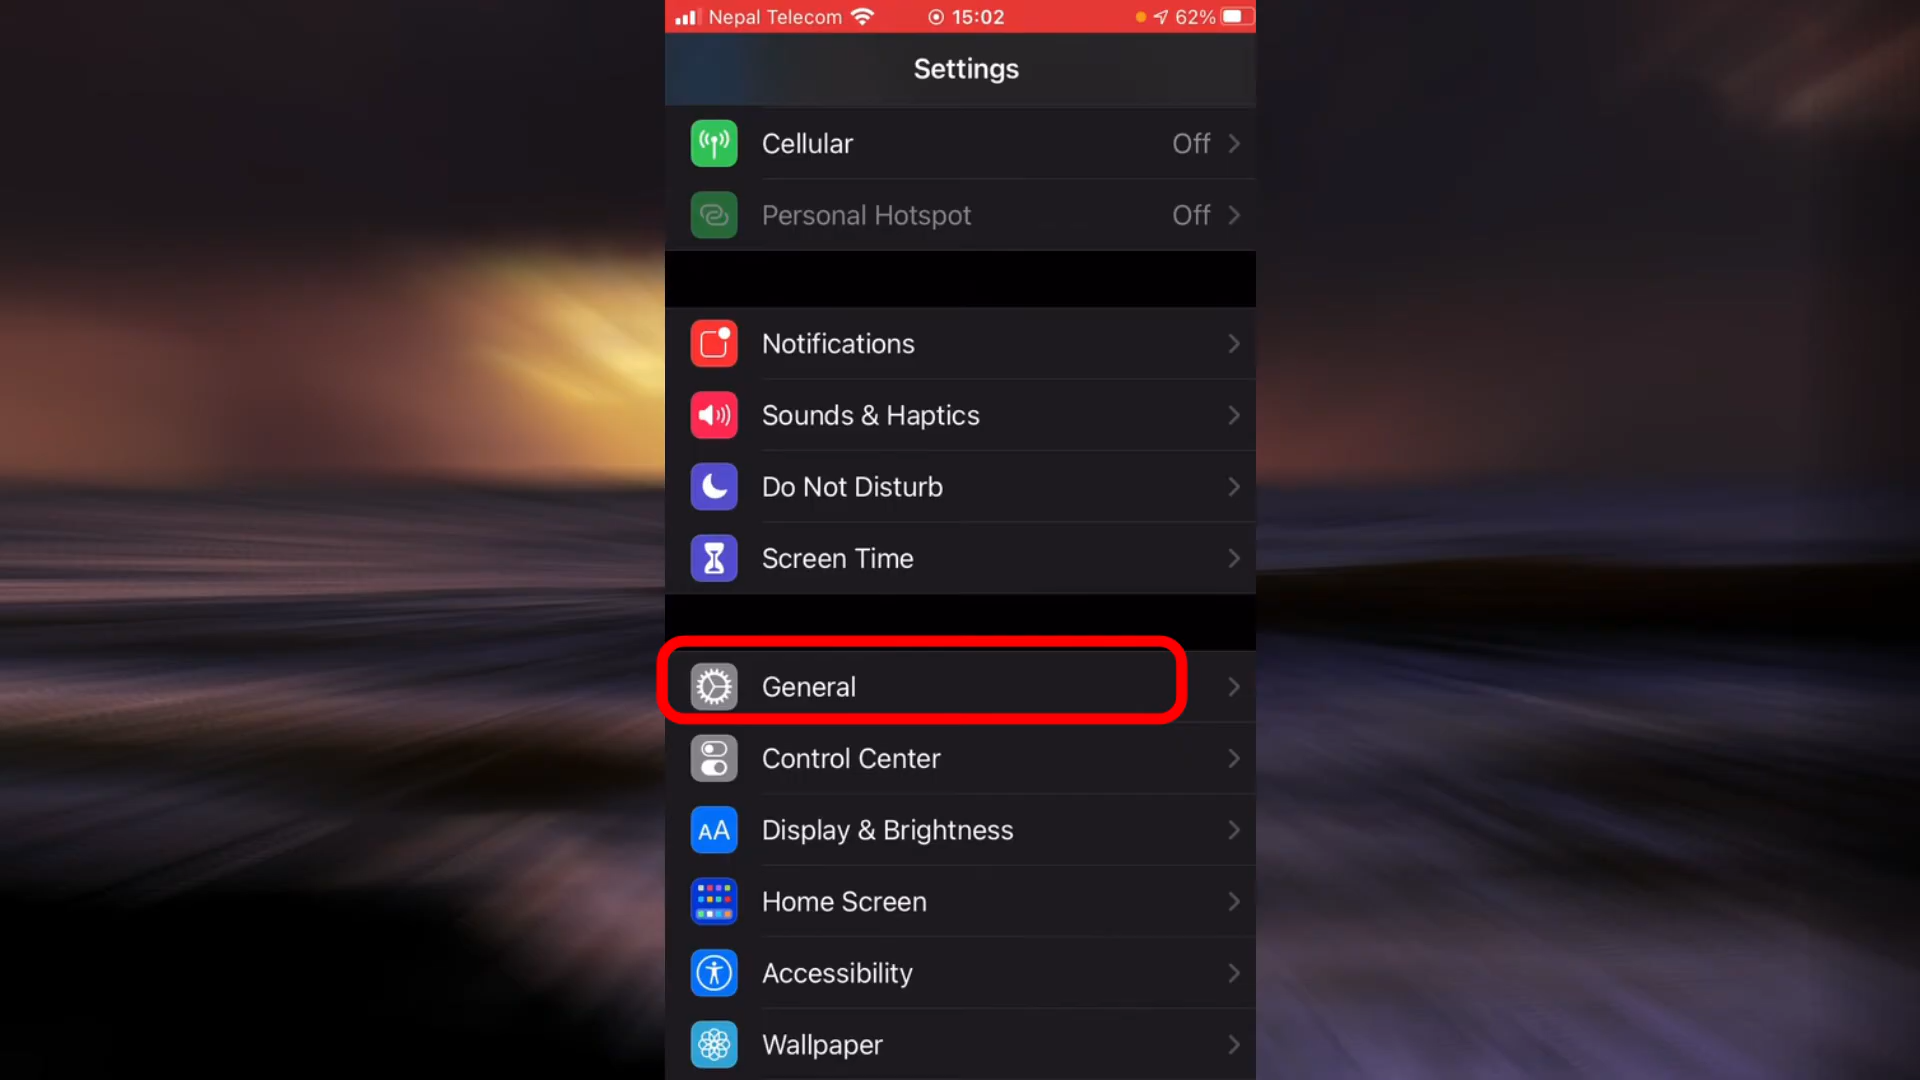 Nepal Telecom 15:02 62%
Settings
Cellular Off
Personal Hotspot Off
Notifications
Sounds & Haptics
Do Not Disturb
Screen Time
General
Control Center
AA Display & Brightness
Home Screen
Accessibility
Wallpaper